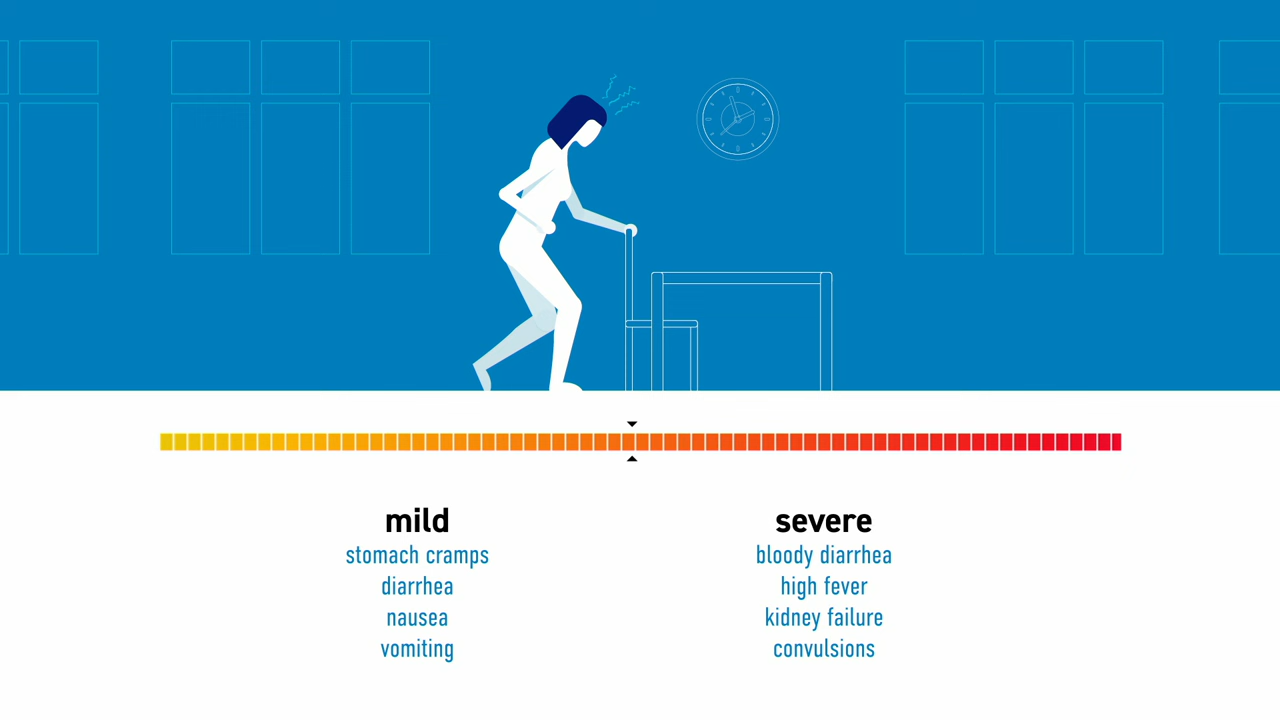 mild
stomach cramps
diarrhea
nausea
vomiting
severe
bloody diarrhea
high fever
kidney failure
convulsions